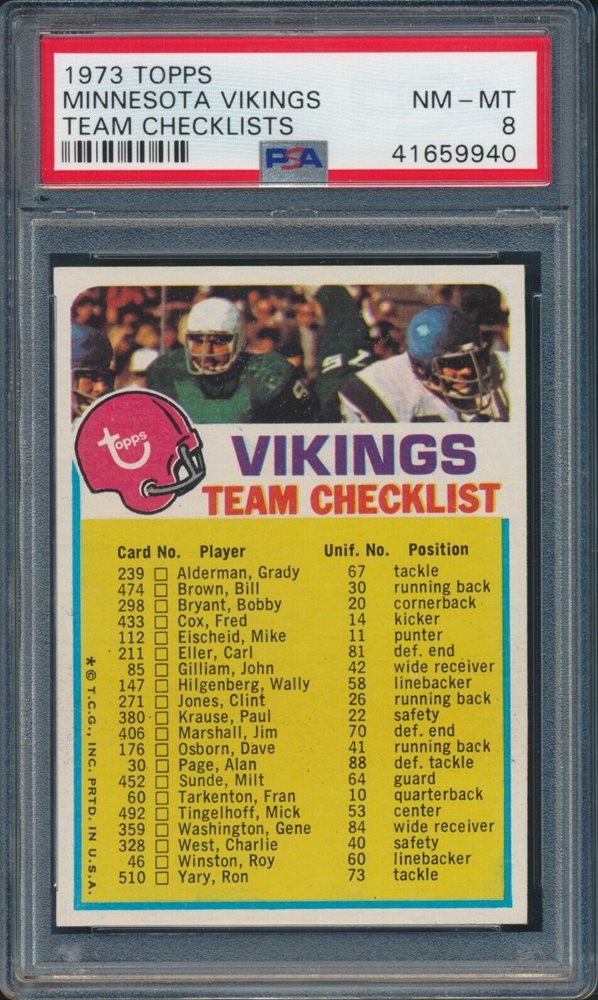 1973 TOPPS
MINNESOTA VIKINGS NM - MT
TEAM CHECKLISTS 8
PSA 41659940
topps
VIKINGS
TEAM CHECKLIST
Card No. Player Unif. No. Position
239 Alderman, Grady 67 tackle
474 Brown, Bill 30 running back
298 Bryant, Bobby 20 cornerback
433 Cox, Fred 14 kicker
112 Eischeid, Mike 11 punter
211 Eller, Carl 81 def. end
85 Gilliam, John 42 wide receiver
147 Hilgenberg, Wally 58 linebacker
271 Jones, Clint 26 running back
380 Krause, Paul 22 safety
406 Marshall, Jim 70 def. end
176 Osborn, Dave 41 running back
30 Page, Alan 88 def. tackle
452 Sunde, Milt 64 guard
60 Tarkenton, Fran 10 quarterback
492 Tingelhoff, Mick 53 center
359 Washington, Gene 84 wide receiver
328 West, Charlie 40 safety
46 Winston, Roy 60 linebacker
510 Yary, Ron 73 tackle
* © T.C.G., INC. PRTD. IN U.S.A.